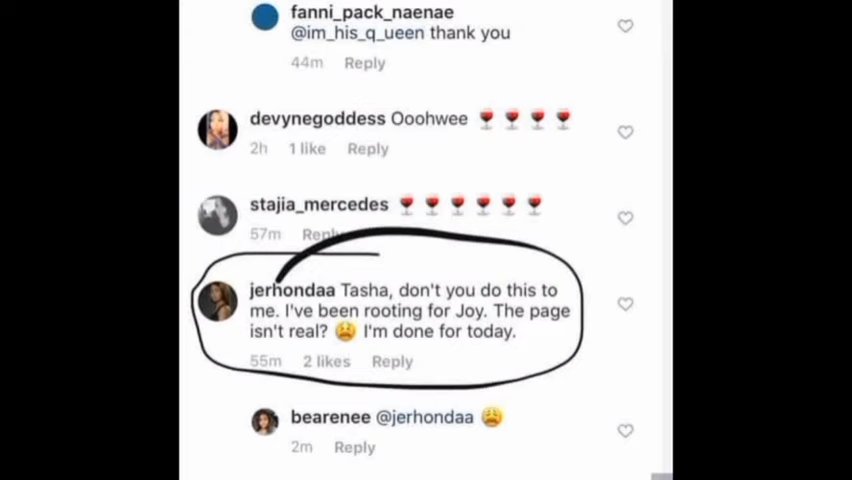 fanni_pack_naenae
@im_his_q_ueen thank you
44m Reply
devynegoddess Ooohwee 🍷 🍷 🍷 🍷
2h 1 like Reply
stajia_mercedes 🍷 🍷 🍷 🍷 🍷 🍷
57m Reply
jerhondaa Tasha, don't you do this to
me. I've been rooting for Joy. The page
isn't real? 😫 I'm done for today.
55m 2 likes Reply
bearenee @jerhondaa 😩
2m Reply